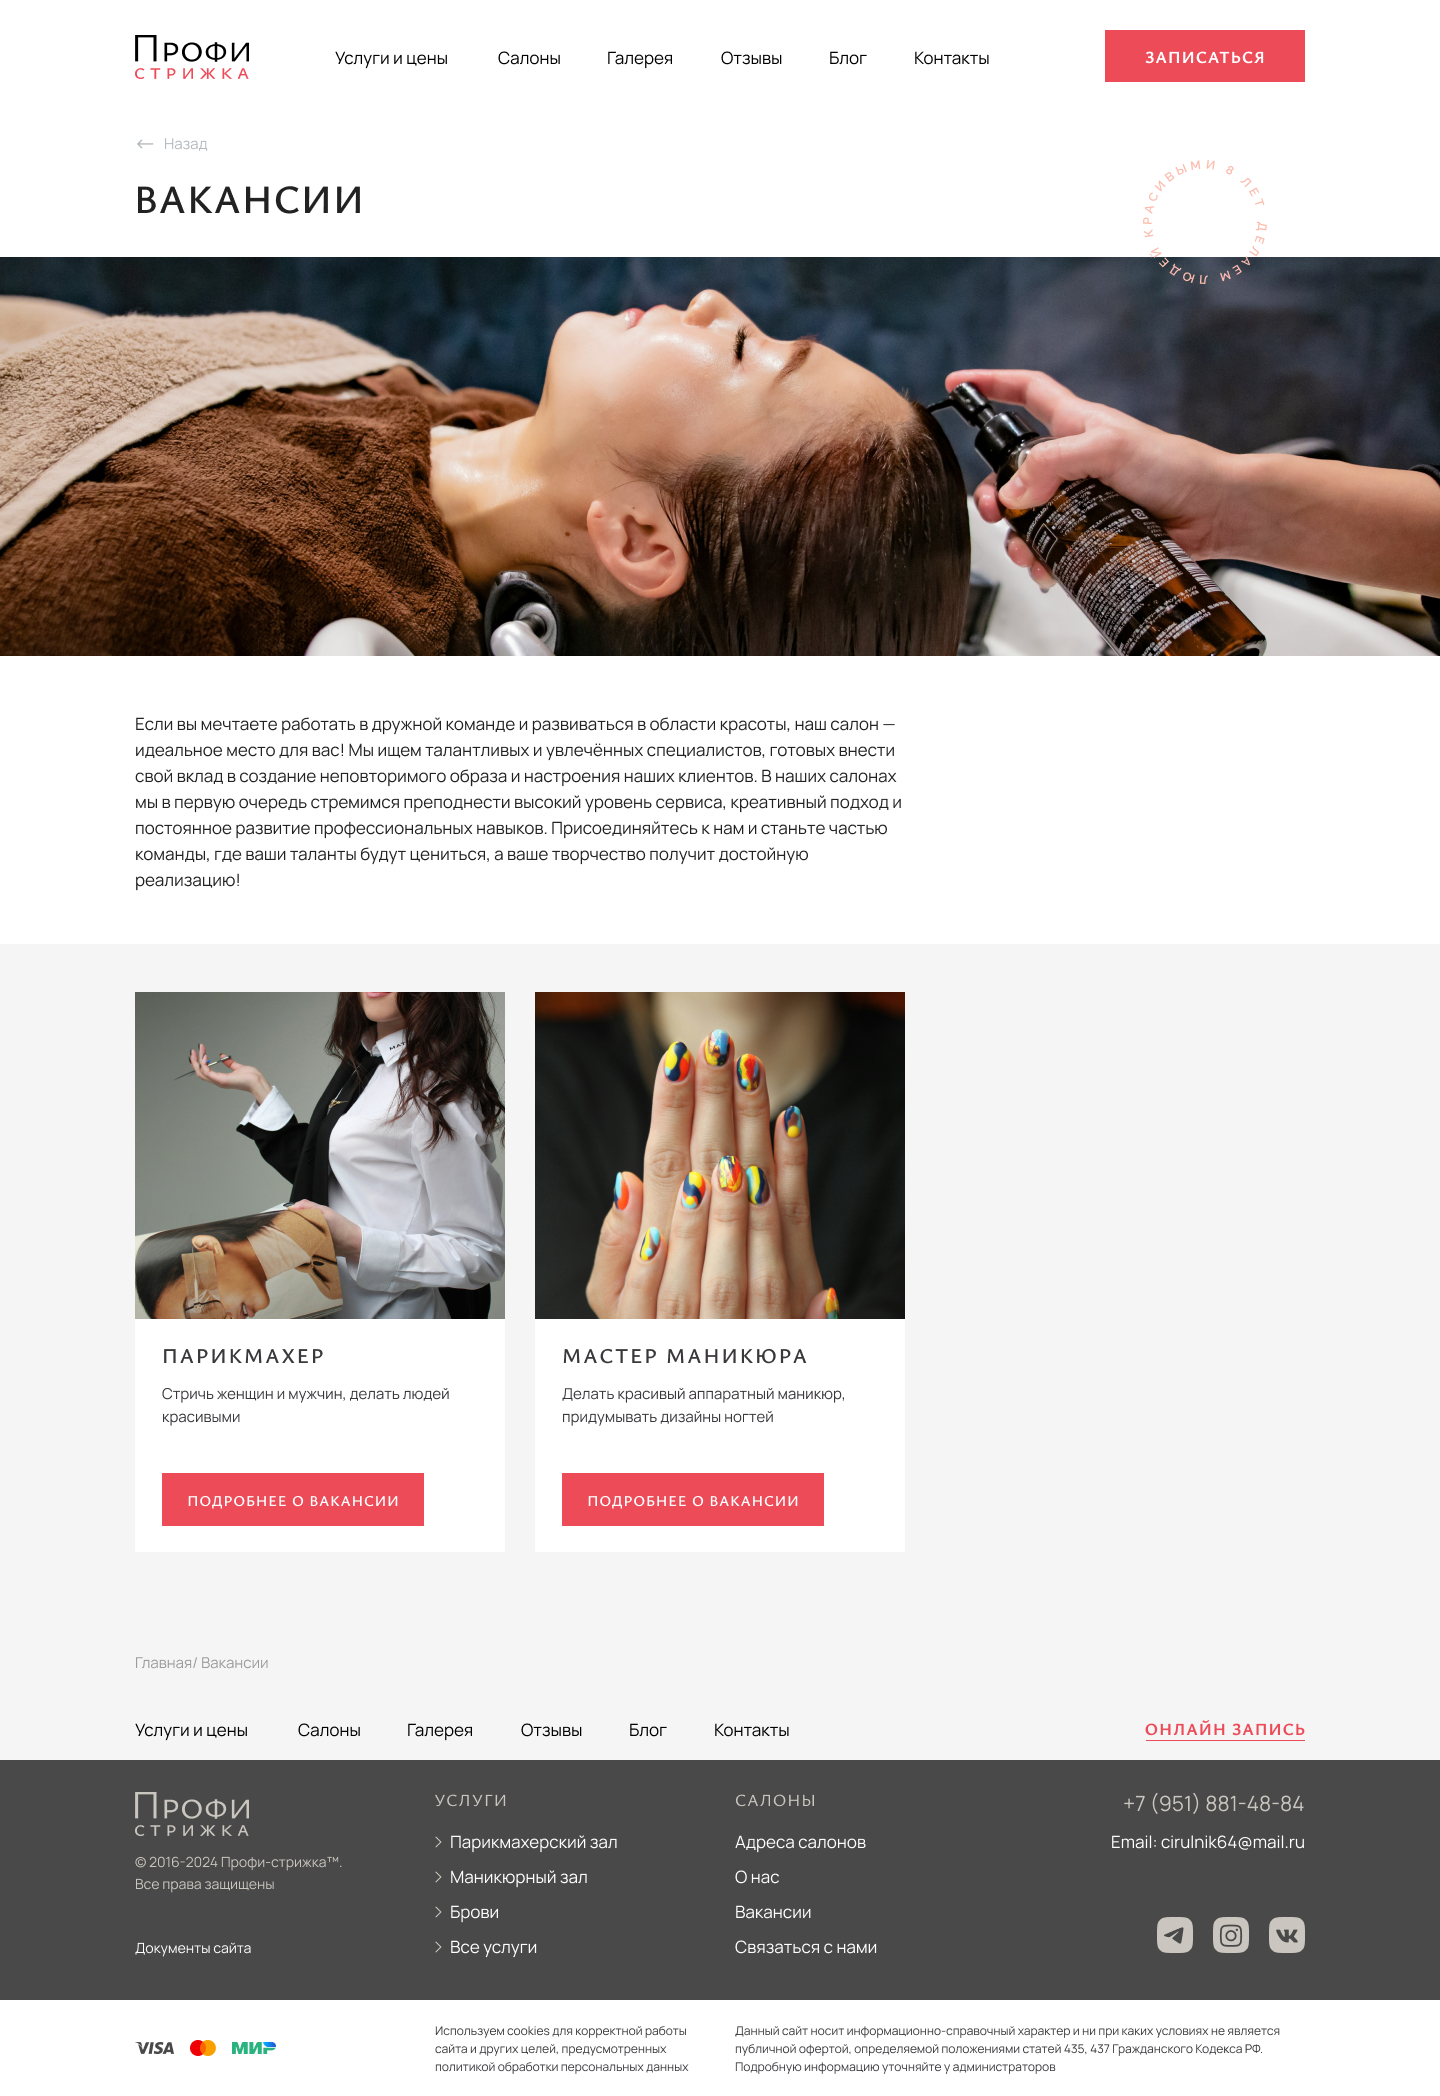 Профи
СТРИЖКА
Услуги и цены
Салоны
Галерея
Отзывы
Блог
Контакты
ЗАПИСАТЬСЯ
Назад
ВАКАНСИИ
8 ЛЕТ ДЕЛАЕМ ЛЮДЕЙ КРАСИВЫМИ
Если вы мечтаете работать в дружной команде и развиваться в области красоты, наш салон —
идеальное место для вас! Мы ищем талантливых и увлечённых специалистов, готовых внести
свой вклад в создание неповторимого образа и настроения наших клиентов. В наших салонах
мы в первую очередь стремимся преподнести высокий уровень сервиса, креативный подход и
постоянное развитие профессиональных навыков. Присоединяйтесь к нам и станьте частью
команды, где ваши таланты будут цениться, а ваше творчество получит достойную
реализацию!
ПАРИКМАХЕР
Стричь женщин и мужчин, делать людей
красивыми
ПОДРОБНЕЕ О ВАКАНСИИ
МАСТЕР МАНИКЮРА
Делать красивый аппаратный маникюр,
придумывать дизайны ногтей
ПОДРОБНЕЕ О ВАКАНСИИ
Главная/ Вакансии
Услуги и цены
Салоны
Галерея
Отзывы
Блог
Контакты
ОНЛАЙН ЗАПИСЬ
Профи
СТРИЖКА
© 2016-2024 Профи-стрижка™.
Все права защищены
Документы сайта
УСЛУГИ
Парикмахерский зал
Маникюрный зал
Брови
Все услуги
САЛОНЫ
Адреса салонов
О нас
Вакансии
Связаться с нами
+7 (951) 881-48-84
Email: cirulnik64@mail.ru
VISA
МИР
Используем cookies для корректной работы
сайта и других целей, предусмотренных
политикой обработки персональных данных
Данный сайт носит информационно-справочный характер и ни при каких условиях не является
публичной офертой, определяемой положениями статей 435, 437 Гражданского Кодекса РФ.
Подробную информацию уточняйте у администраторов